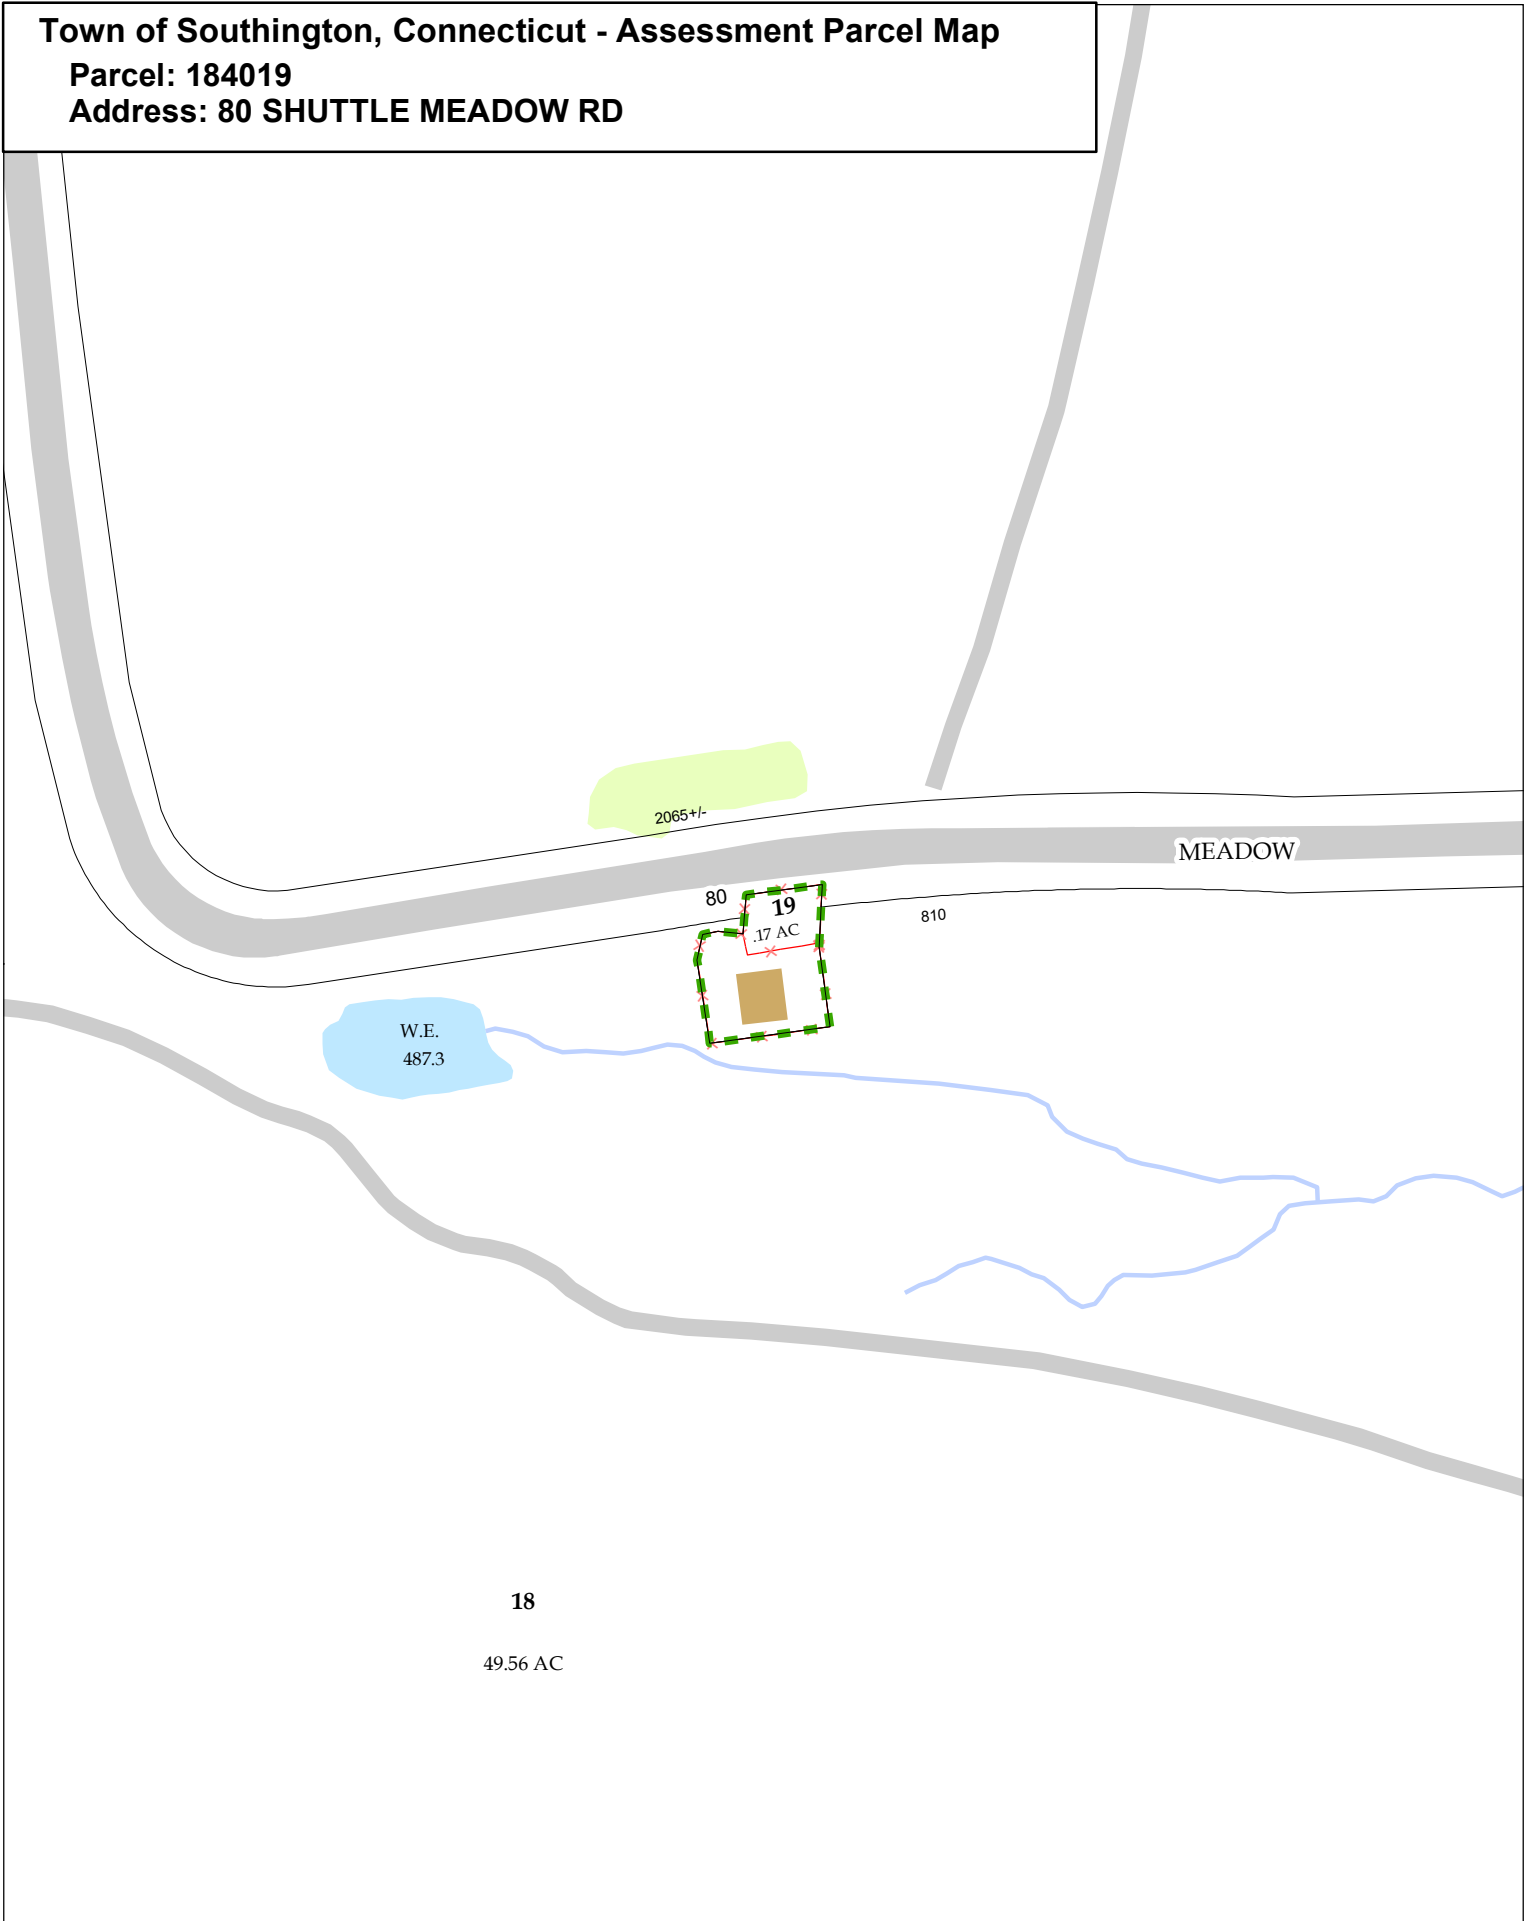 Town of Southington, Connecticut - Assessment Parcel Map
Parcel: 184019
Address: 80 SHUTTLE MEADOW RD
2065+/-
MEADOW
80
19
810
.17 AC
W.E.
487.3
18
49.56 AC